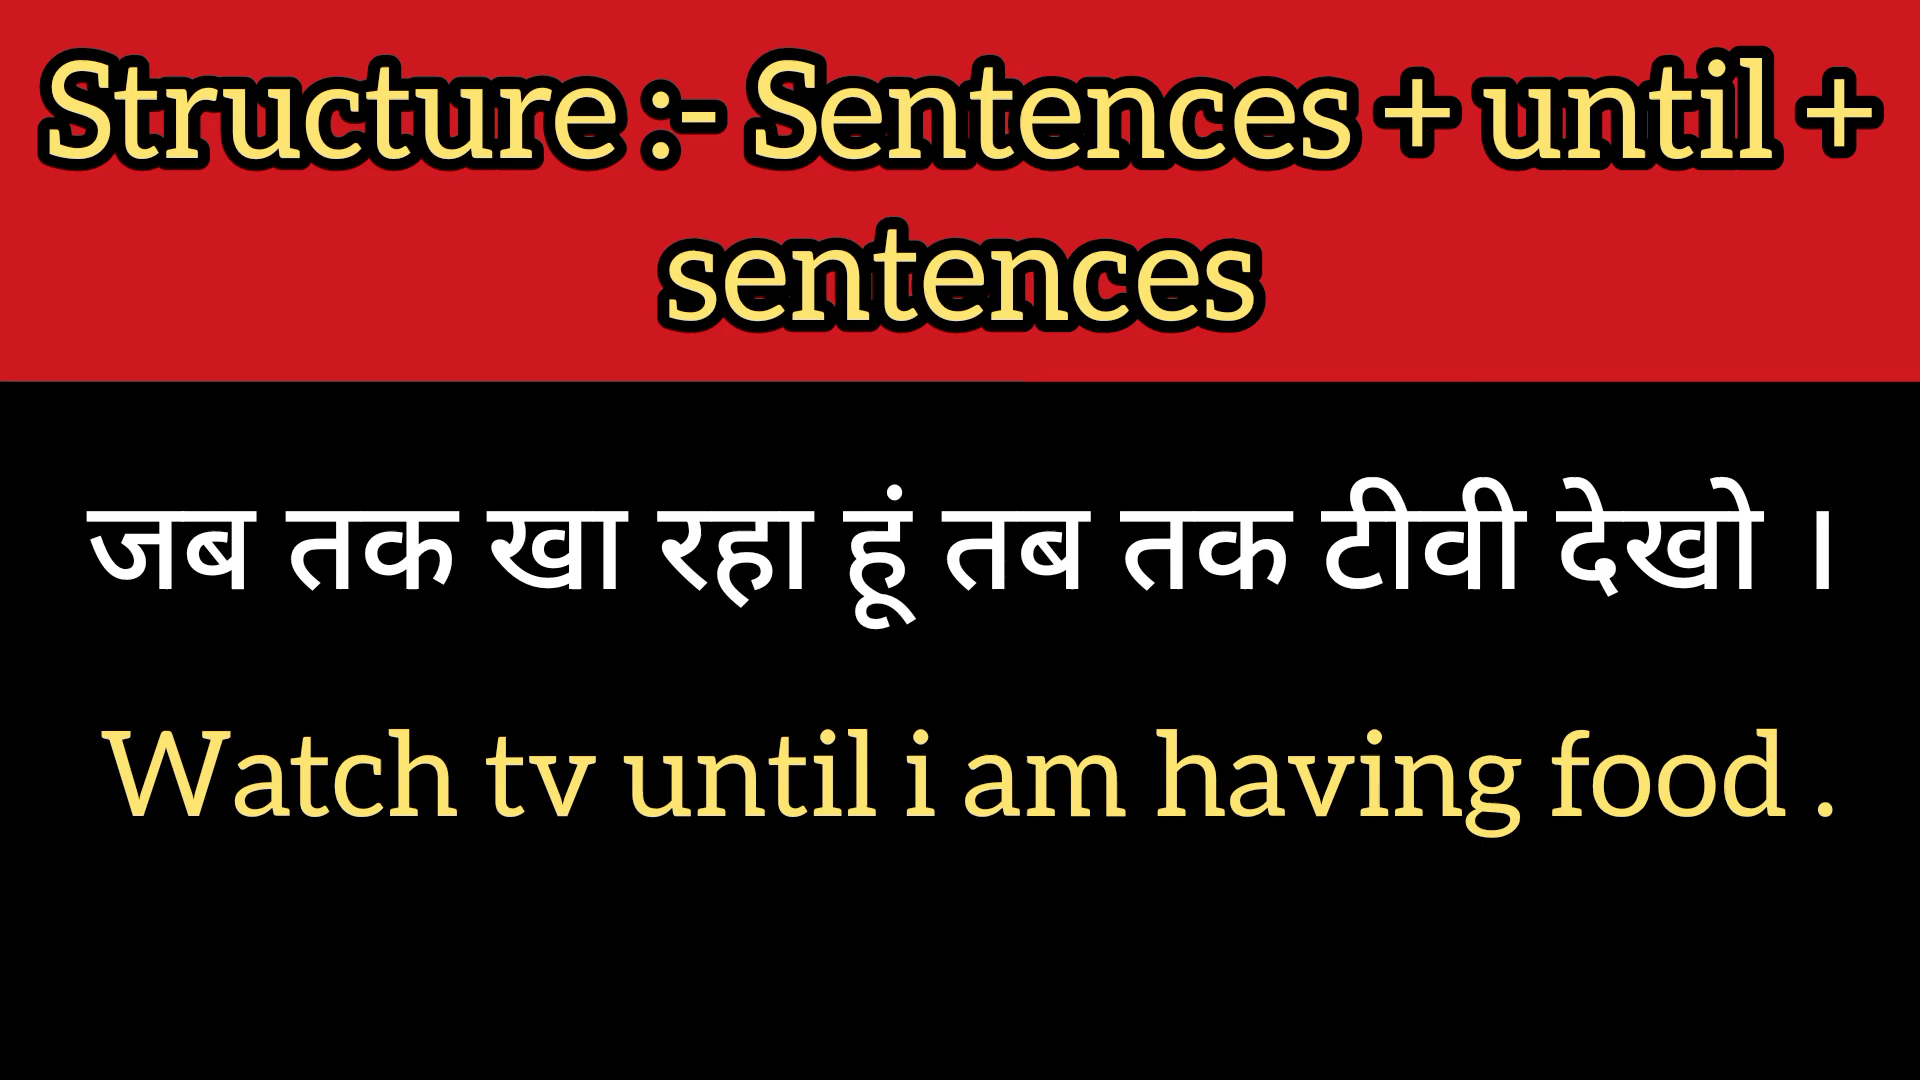 Structure :- Sentences + until +
sentences
जब तक खा रहा हूं तब तक टीवी देखो ।
Watch tv until i am having food .